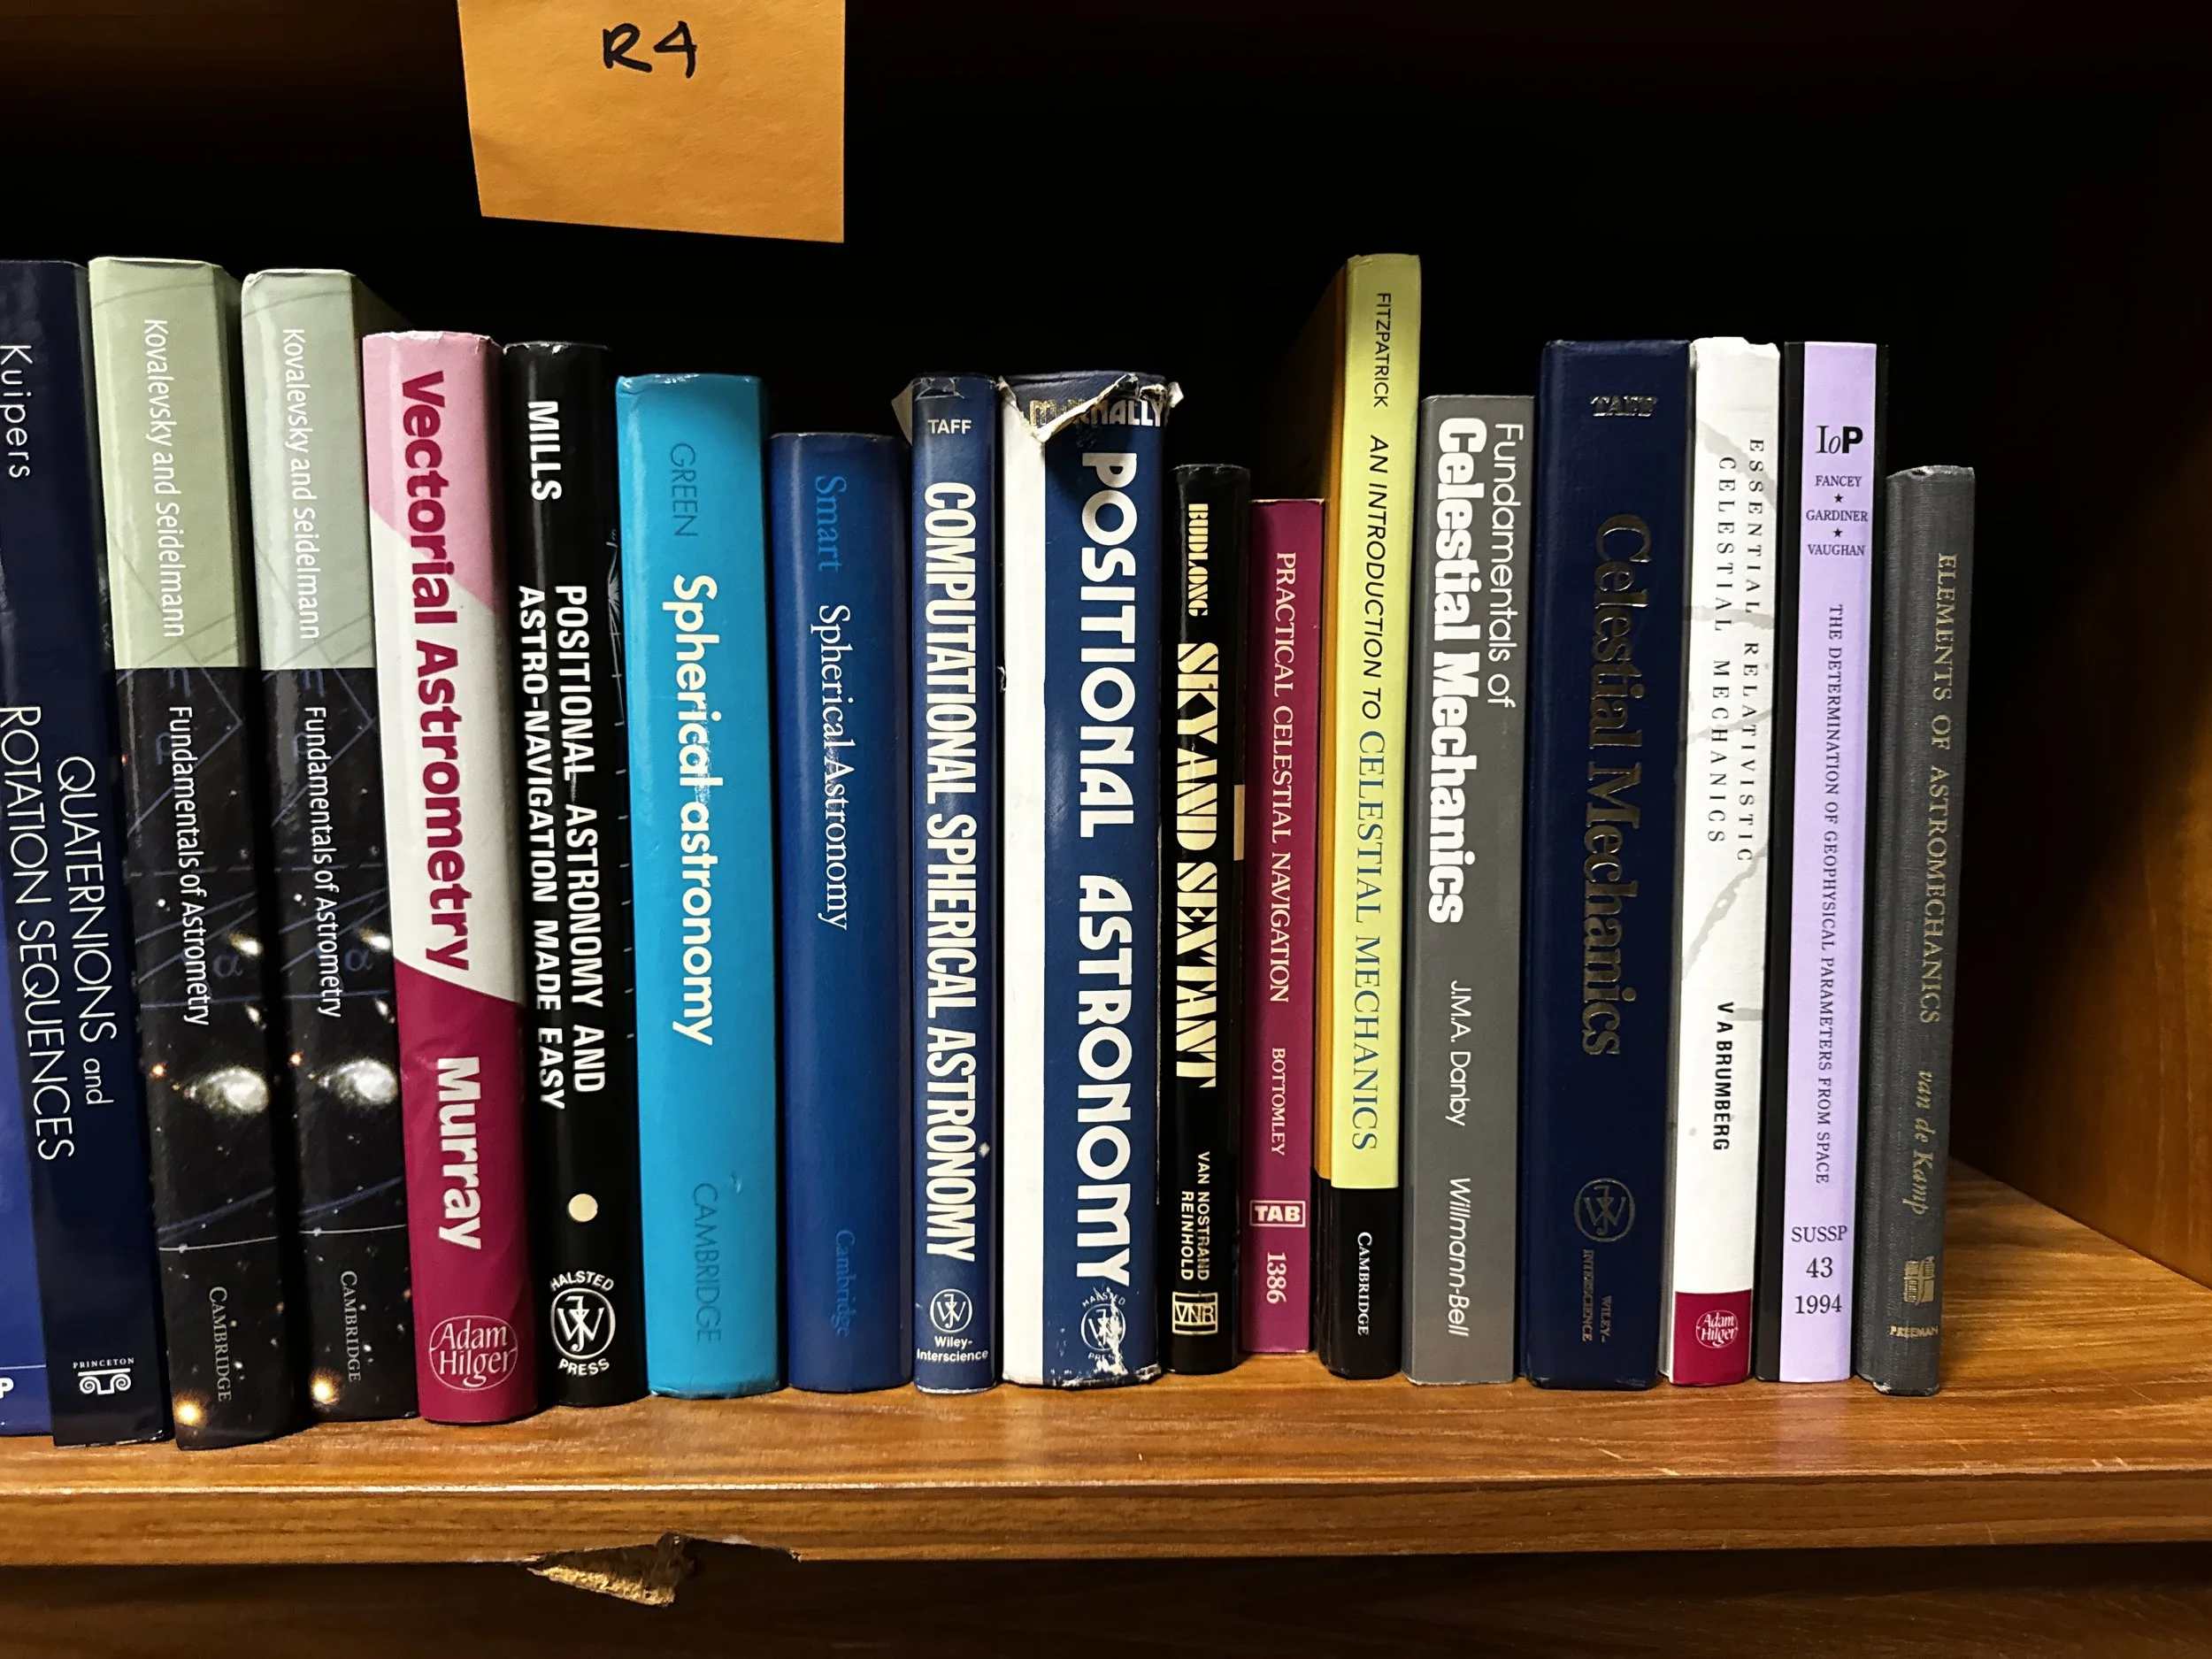 R4
Kuipers
QUATERNIONS and
ROTATION SEQUENCES
PRINCETON
P
Kovalevsky and Seidelmann
Fundamentals of Astrometry
CAMBRIDGE
Kovalevsky and Seidelmann
Fundamentals of Astrometry
CAMBRIDGE
Vectorial Astrometry
Murray
Adam
Hilger
MILLS
POSITIONAL ASTRONOMY AND
ASTRO-NAVIGATION MADE EASY
HALSTED
PRESS
GREEN
Spherical astronomy
CAMBRIDGE
Smart
Spherical Astronomy
Cambridge
TAFF
COMPUTATIONAL SPHERICAL ASTRONOMY
Wiley-
Interscience
POSITIONAL ASTRONOMY
BUDLONG
SKY AND SEXTANT
VAN NOSTRAND
REINHOLD
VNR
PRACTICAL CELESTIAL NAVIGATION
BOTTOMLEY
TAB
1386
FITZPATRICK
AN INTRODUCTION TO CELESTIAL MECHANICS
CAMBRIDGE
Fundamentals of
Celestial Mechanics
J.M.A. Danby
Willmann-Bell
TAFF
Celestial Mechanics
WILEY-
INTERSCIENCE
ESSENTIAL RELATIVISTIC
CELESTIAL MECHANICS
V A BRUMBERG
Adam
Hilger
IoP
FANCEY
★
GARDINER
★
VAUGHAN
THE DETERMINATION OF GEOPHYSICAL PARAMETERS FROM SPACE
SUSSP
43
1994
ELEMENTS OF ASTROMECHANICS
van de Kamp
FREEMAN